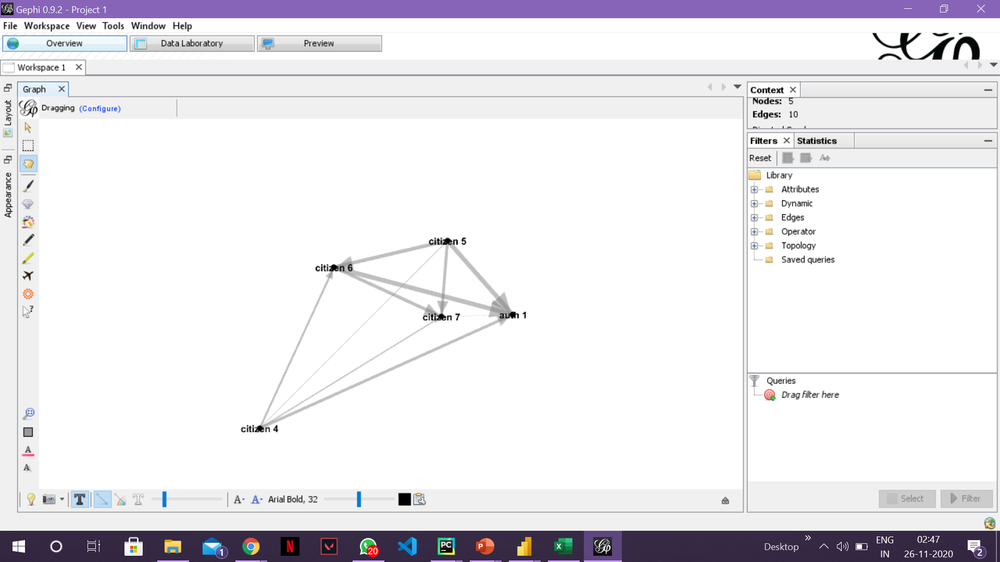 Gephi 0.9.2 - Project 1
File Workspace View Tools Window Help
Overview Data Laboratory Preview
Workspace 1
Graph
Context
Dragging (Configure)
Nodes: 5
Edges: 10
Layout
Appearance
Filters Statistics
Reset
Library
Attributes
Dynamic
Edges
Operator
Topology
Saved queries
citizen 5
citizen 6
citizen 7
auth 1
citizen 4
Queries
Drag filter here
Select Filter
Arial Bold, 32
1
20
Desktop
ENG
IN
02:47
26-11-2020
2